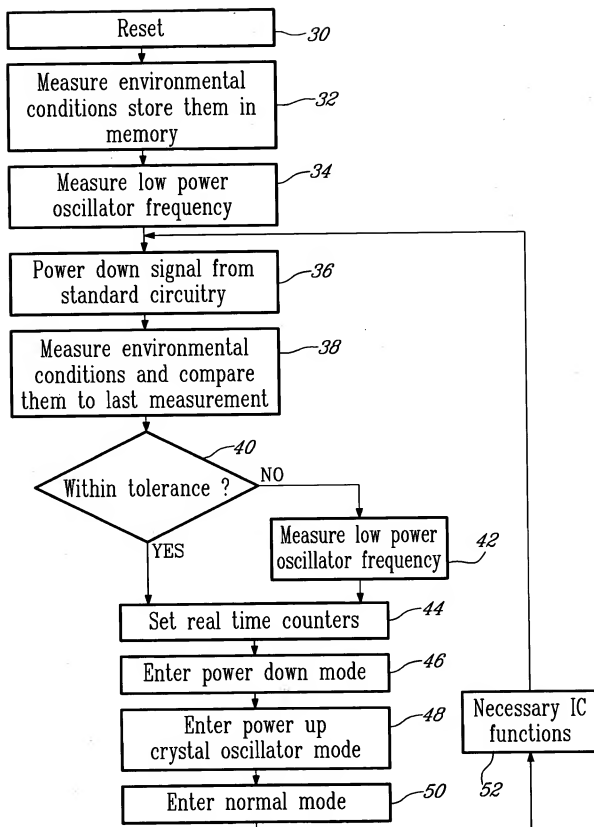 Reset
30
Measure environmental
conditions store them in
memory
32
Measure low power
oscillator frequency
34
Power down signal from
standard circuitry
36
Measure environmental
conditions and compare
them to last measurement
38
40
Within tolerance ?
NO
YES
Measure low power
oscillator frequency
42
Set real time counters
44
Enter power down mode
46
Enter power up
crystal oscillator mode
48
Necessary IC
functions
52
Enter normal mode
50